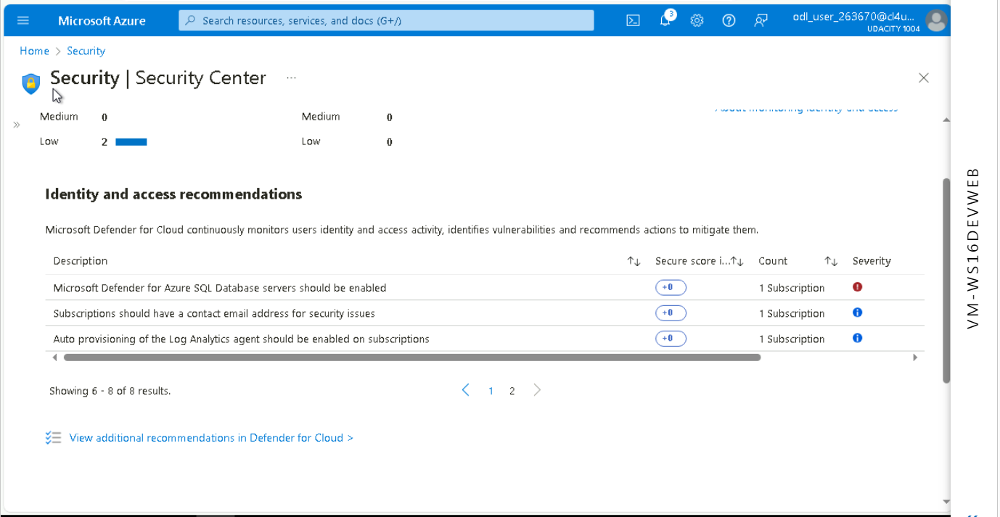 Microsoft Azure
Search resources, services, and docs (G+/)
3
odl_user_263670@cl4u...
UDACITY 1004
Home > Security
Security | Security Center ...
Medium 0 Medium 0
About monitoring identity and access
Low 2 Low 0
Identity and access recommendations
Microsoft Defender for Cloud continuously monitors users identity and access activity, identifies vulnerabilities and recommends actions to mitigate them.
Description ↑↓ Secure score i...↑↓ Count ↑↓ Severity
Microsoft Defender for Azure SQL Database servers should be enabled +0 1 Subscription
Subscriptions should have a contact email address for security issues +0 1 Subscription
Auto provisioning of the Log Analytics agent should be enabled on subscriptions +0 1 Subscription
Showing 6 - 8 of 8 results. < 1 2 >
View additional recommendations in Defender for Cloud >
VM-WS16DEVWEB